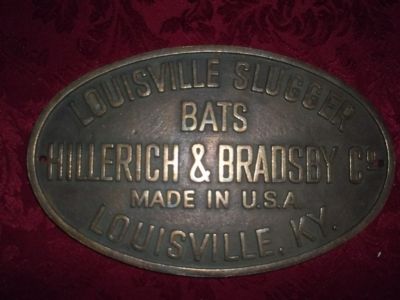 LOUISVILLE SLUGGER
BATS
HILLERICH & BRADSBY Co
MADE IN U.S.A.
LOUISVILLE, KY.